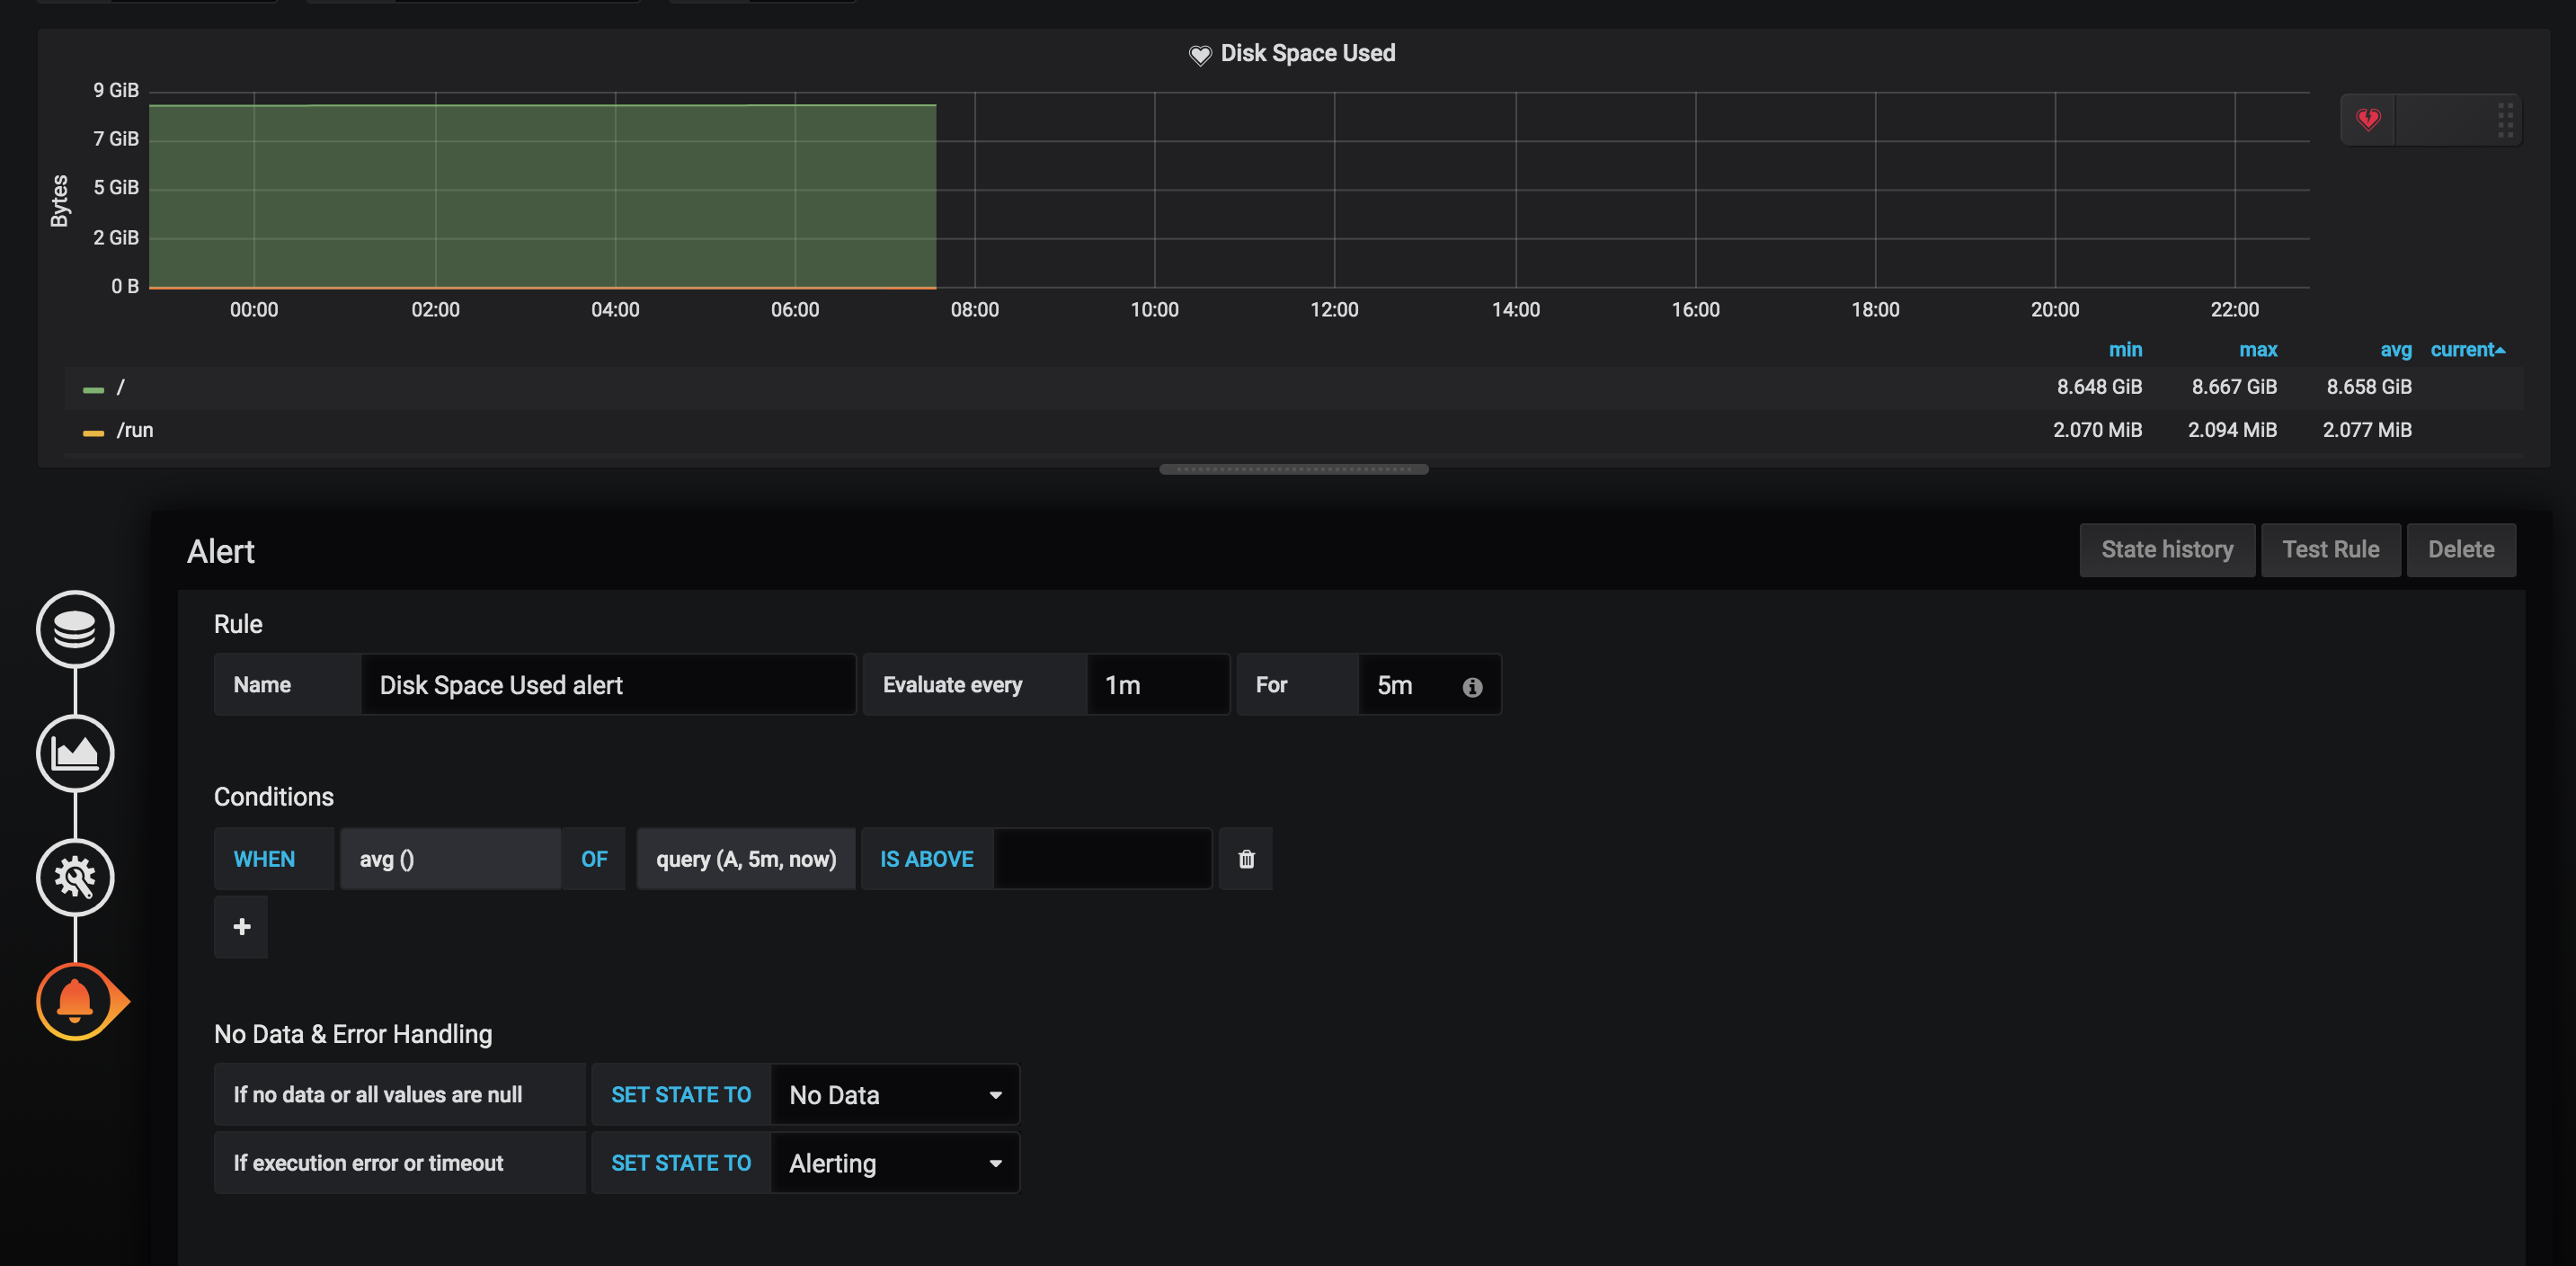 Disk Space Used
9 GiB
7 GiB
5 GiB
2 GiB
0 B
Bytes
00:00 02:00 04:00 06:00 08:00 10:00 12:00 14:00 16:00 18:00 20:00 22:00
min max avg current
/ 8.648 GiB 8.667 GiB 8.658 GiB
/run 2.070 MiB 2.094 MiB 2.077 MiB
Alert State history Test Rule Delete
Rule
Name Disk Space Used alert Evaluate every 1m For 5m
Conditions
WHEN avg () OF query (A, 5m, now) IS ABOVE
+
No Data & Error Handling
If no data or all values are null SET STATE TO No Data
If execution error or timeout SET STATE TO Alerting